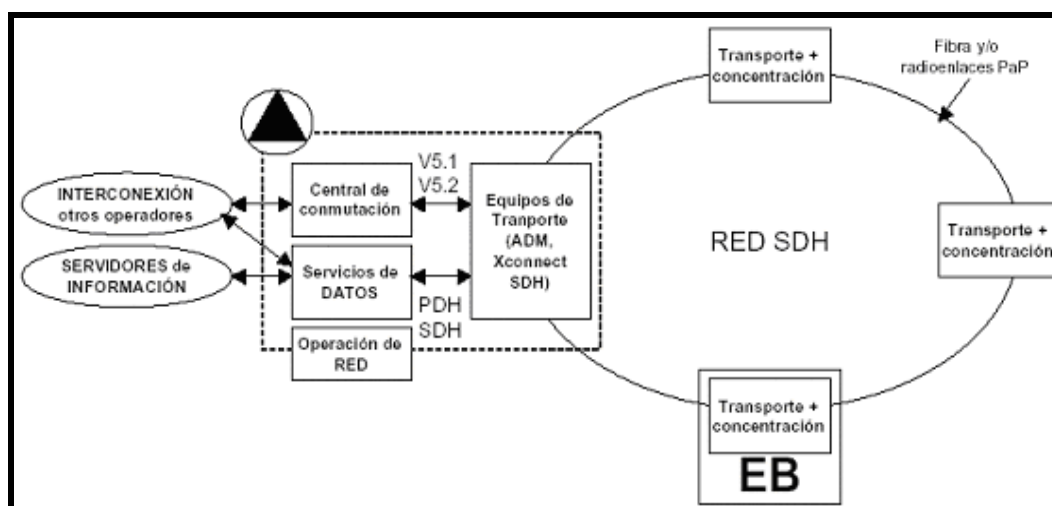 Transporte +
concentración
Fibra y/o
radioenlaces PaP
INTERCONEXIÓN
otros operadores
SERVIDORES de
INFORMACIÓN
Central de
conmutación
V5.1
V5.2
Servicios de
DATOS
PDH
SDH
Operación de
RED
Equipos de
Tranporte
(ADM,
Xconnect
SDH)
RED SDH
Transporte +
concentración
Transporte +
concentración
EB